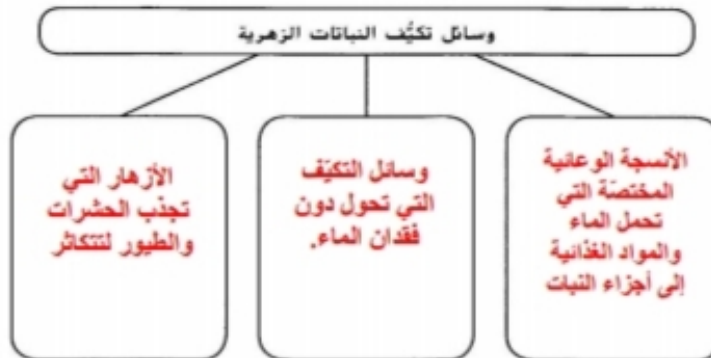 وسائل تكيُّف النباتات الزهرية
الأنسجة الوعائية
المختصّة التي
تحمل الماء
والمواد الغذائية
إلى أجزاء النبات
وسائل التكيّف
التي تحول دون
فقدان الماء.
الأزهار التي
تجذب الحشرات
والطيور لتتكاثر